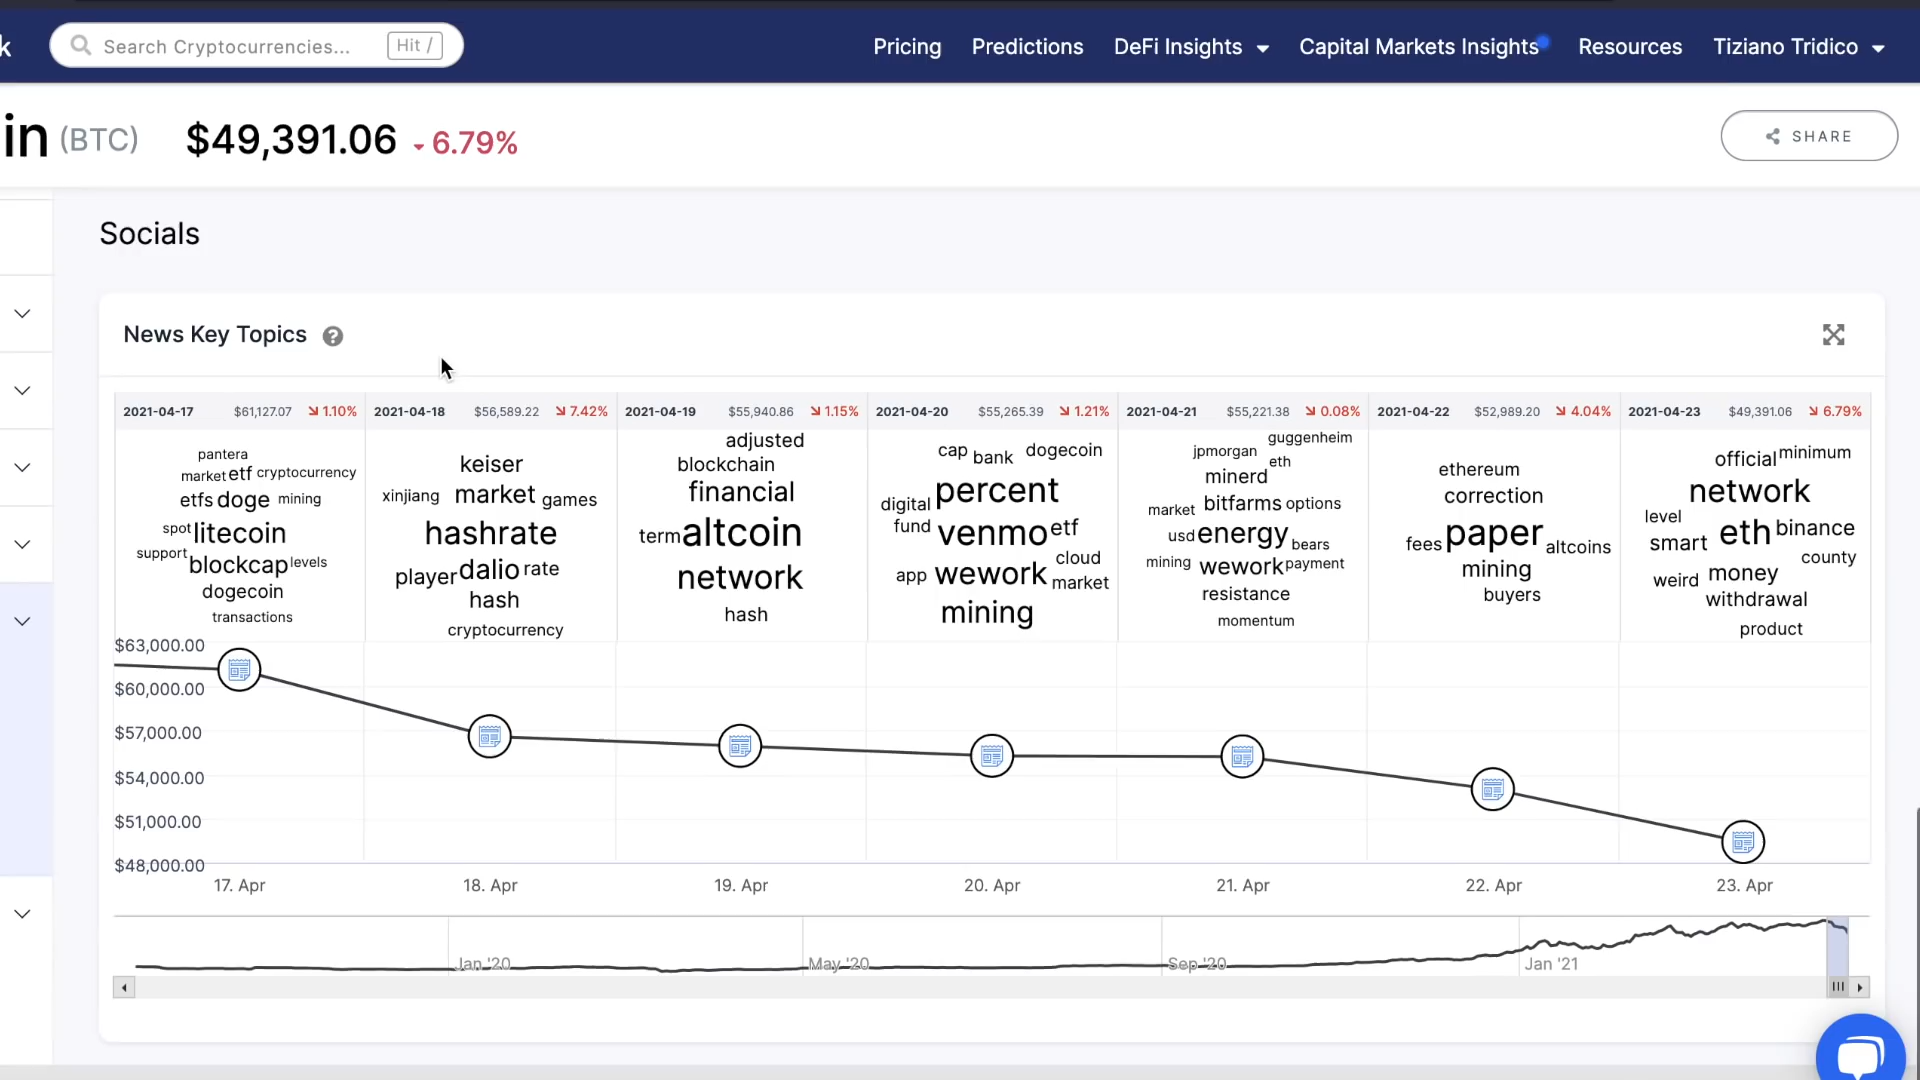 k
Search Cryptocurrencies...
Hit /
Pricing
Predictions
DeFi Insights
Capital Markets Insights
Resources
Tiziano Tridico
in (BTC) $49,391.06 6.79%
SHARE
Socials
News Key Topics ?
2021-04-17 $61,127.07 1.10%
pantera
market etf cryptocurrency
etfs doge mining
spot litecoin
support blockcap levels
dogecoin
transactions
2021-04-18 $56,589.22 7.42%
keiser
xinjiang market games
hashrate
player dalio rate
hash
cryptocurrency
2021-04-19 $55,940.86 1.15%
adjusted
blockchain
financial
term altcoin
network
hash
2021-04-20 $55,265.39 1.21%
cap bank dogecoin
digital percent
fund venmo etf
cloud
app wework market
mining
2021-04-21 $55,221.38 0.08%
guggenheim
jpmorgan eth
minerd
market bitfarms options
usd energy bears
mining wework payment
resistance
momentum
2021-04-22 $52,989.20 4.04%
ethereum
correction
fees paper altcoins
mining
buyers
2021-04-23 $49,391.06 6.79%
official minimum
network
level
smart eth binance
county
weird money
withdrawal
product
$63,000.00
$60,000.00
$57,000.00
$54,000.00
$51,000.00
$48,000.00
17. Apr 18. Apr 19. Apr 20. Apr 21. Apr 22. Apr 23. Apr
Jan '20 May '20 Sep '20 Jan '21